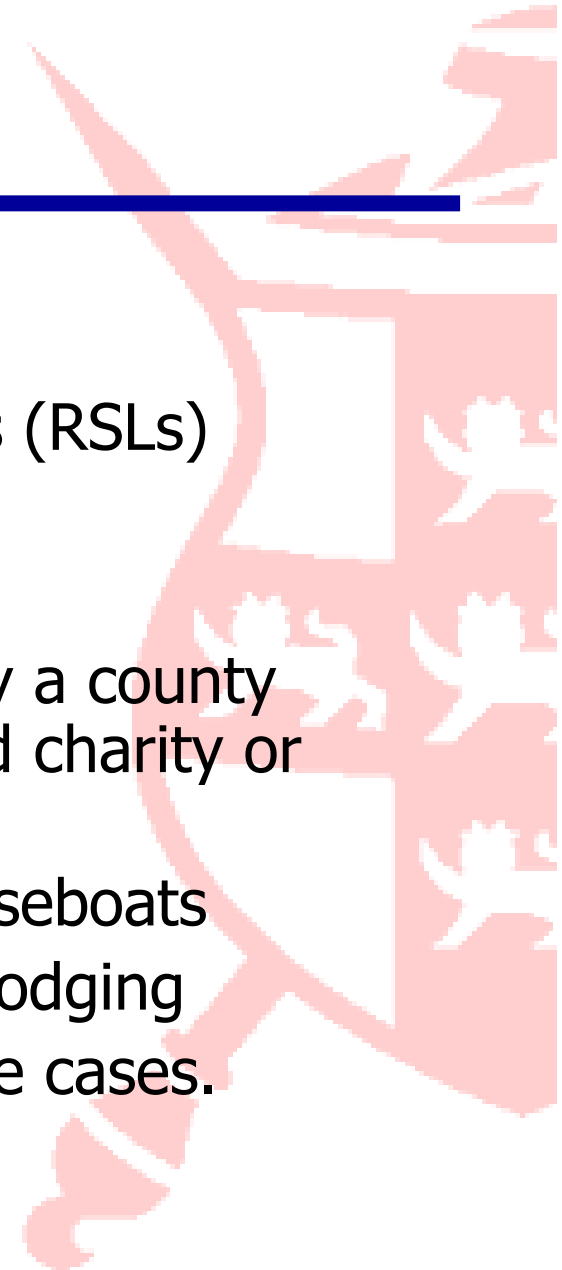 s (RSLs)
y a county
d charity or
seboats
odging
e cases.